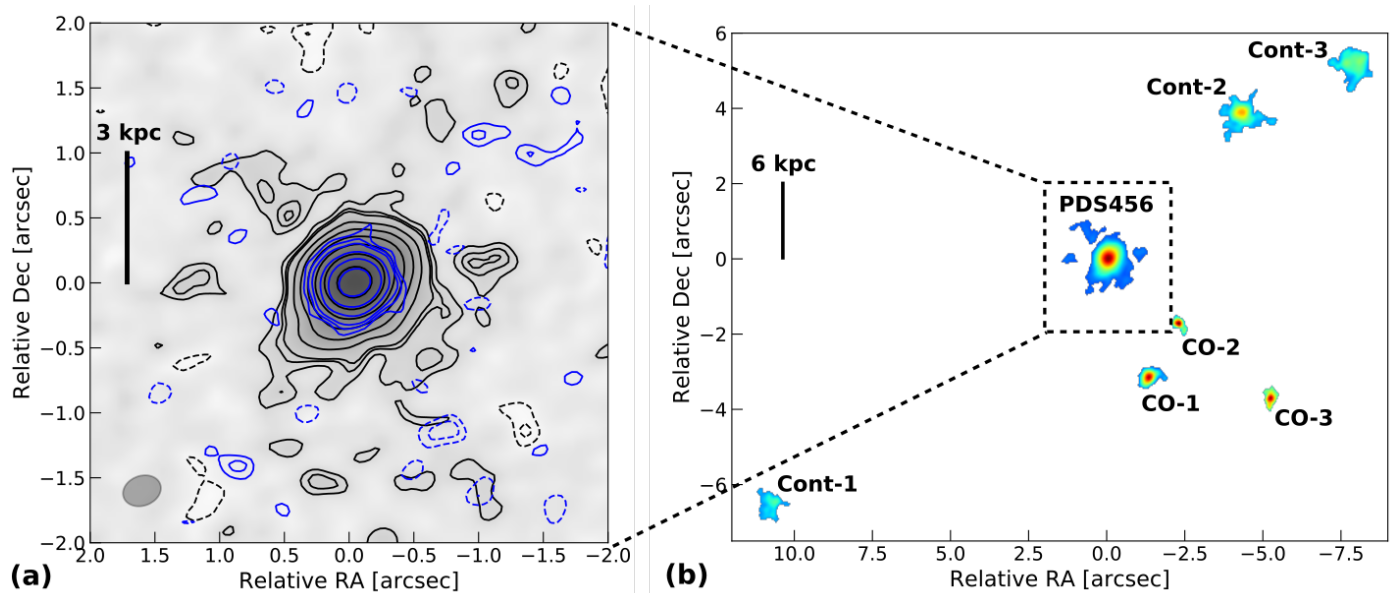 2.0
1.5
1.0
0.5
0.0
−0.5
−1.0
−1.5
−2.0
Relative Dec [arcsec]
3 kpc
2.0 1.5 1.0 0.5 0.0 −0.5 −1.0 −1.5 −2.0
Relative RA [arcsec]
(a)
6
4
2
0
−2
−4
−6
Relative Dec [arcsec]
Cont-3
Cont-2
6 kpc
PDS456
CO-2
CO-1
CO-3
Cont-1
10.0 7.5 5.0 2.5 0.0 −2.5 −5.0 −7.5
Relative RA [arcsec]
(b)